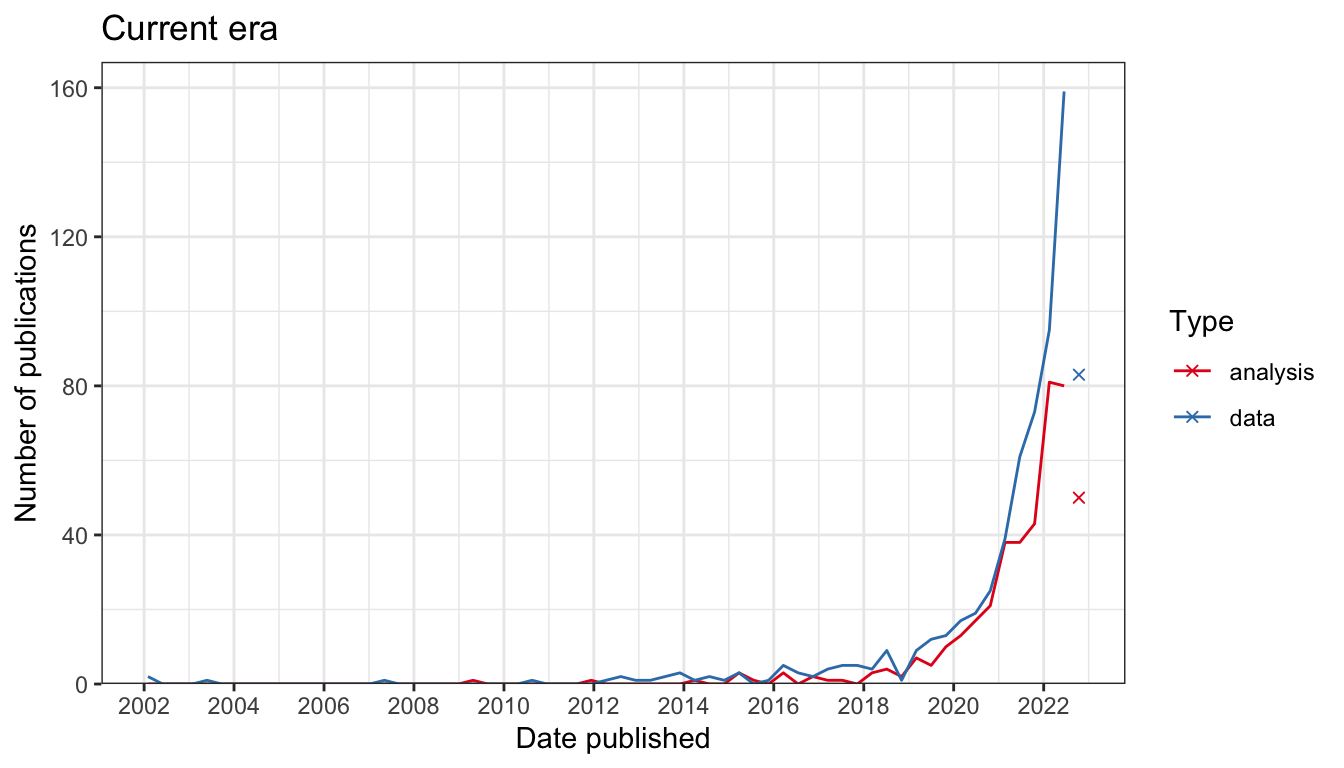 Current era
160
120
80
40
0
Number of publications
2002 2004 2006 2008 2010 2012 2014 2016 2018 2020 2022
Date published
Type
analysis
data